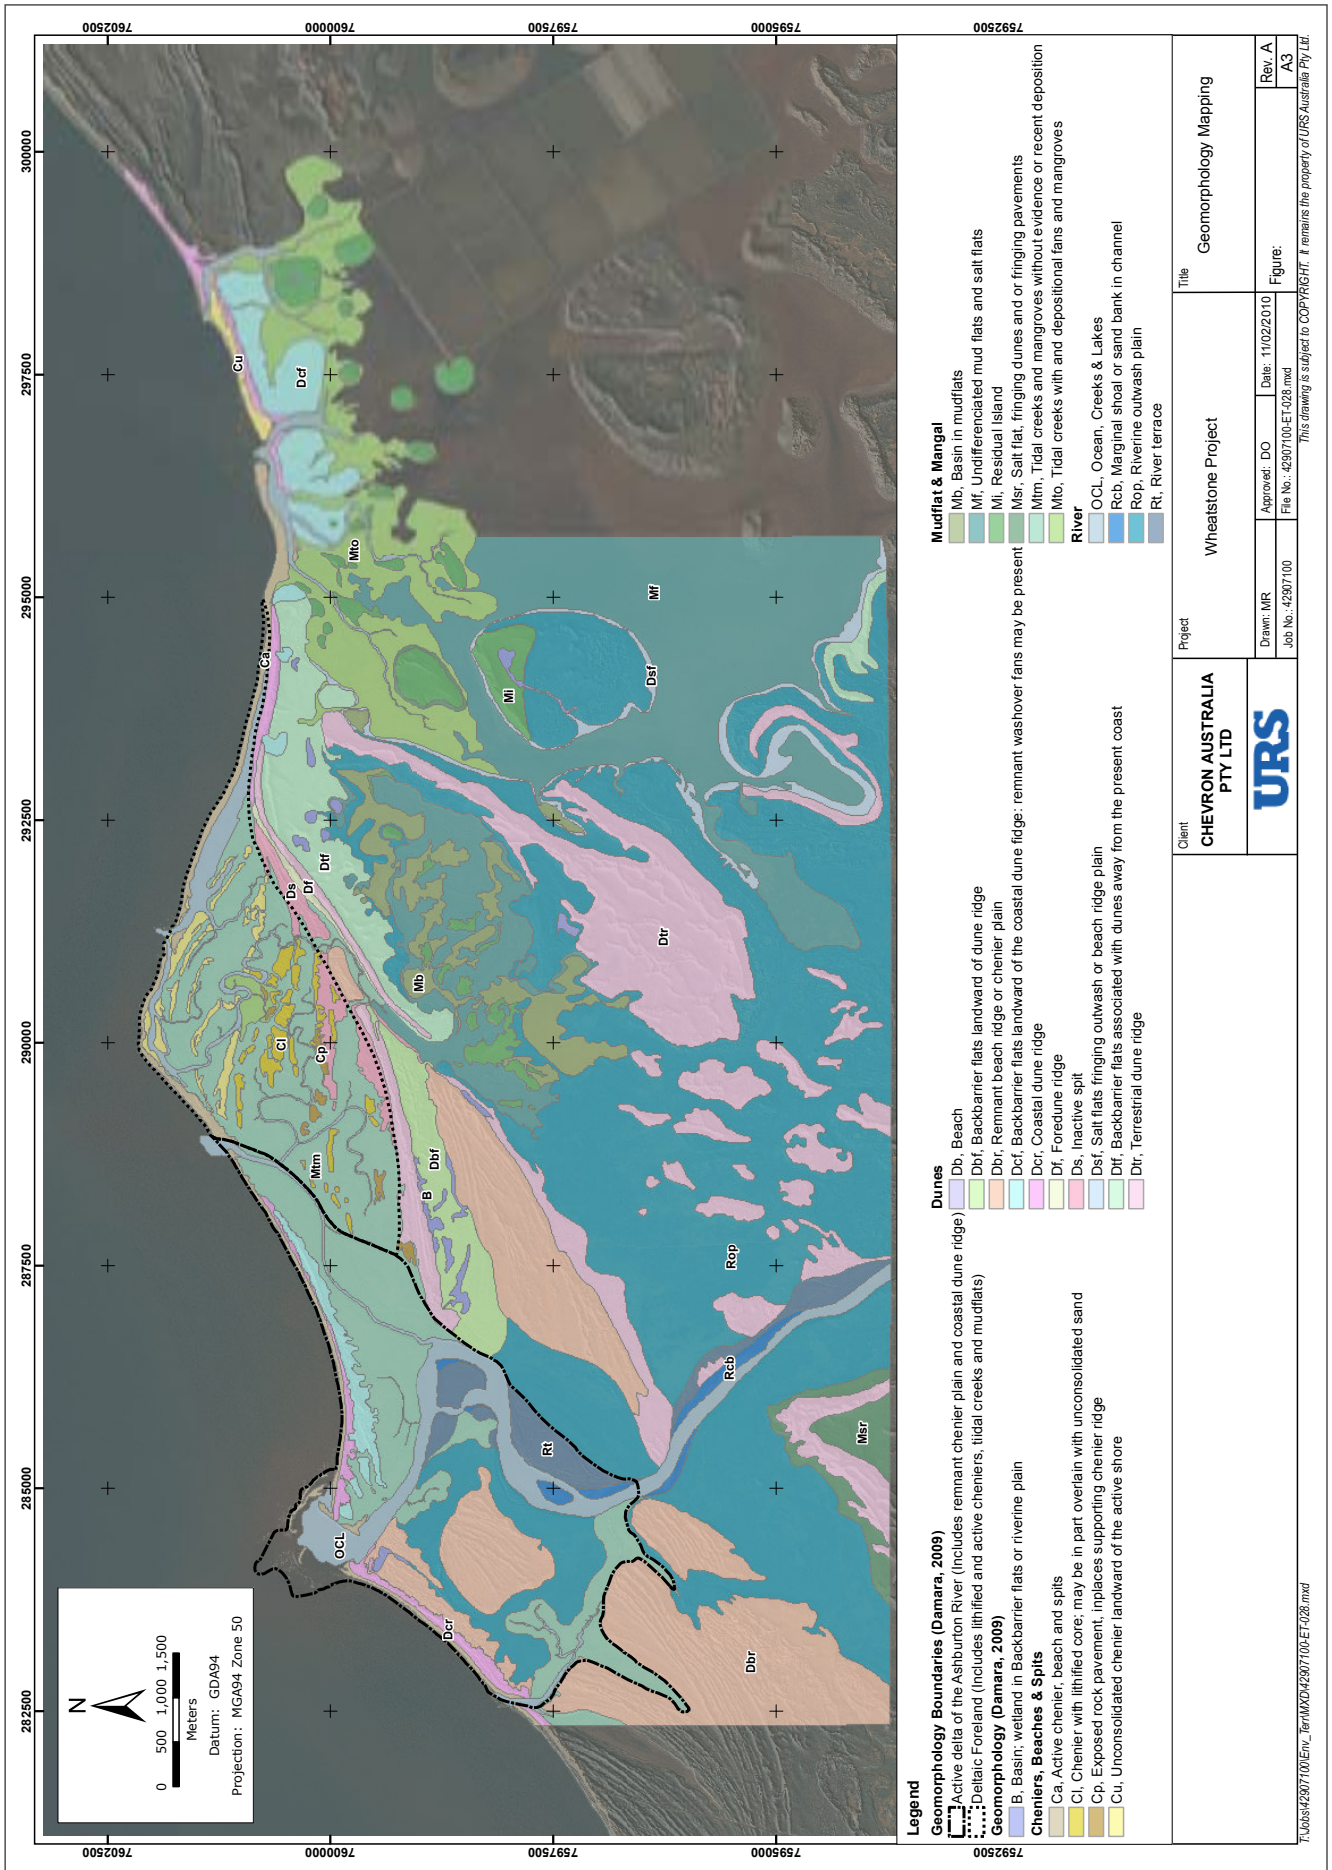 282500
285000
287500
290000
292500
295000
297500
300000
7602500
7600000
7597500
7595000
7592500
7602500
7600000
7597500
7595000
7592500
N
0 500 1,000 1,500
Meters
Datum: GDA94
Projection: MGA94 Zone 50
OCL
Dcr
Dbr
Rt
Rcb
Msr
Rop
Mtm
B
Dbf
Cp
Cl
Mb
Ds
Df
Dtf
Dtr
Ca
Mi
Dsf
Mf
Mto
Dcf
Cu
Legend
Geomorphology Boundaries (Damara, 2009)
Active delta of the Ashburton River (Includes remnant chenier plain and coastal dune ridge)
Deltaic Foreland (Includes lithified and active cheniers, tidal creeks and mudflats)
Geomorphology (Damara, 2009)
B, Basin; wetland in Backbarrier flats or riverine plain
Cheniers, Beaches & Spits
Ca, Active chenier, beach and spits
Cl, Chenier with lithified core; may be in part overlain with unconsolidated sand
Cp, Exposed rock pavement, inplaces supporting chenier ridge
Cu, Unconsolidated chenier landward of the active shore
Dunes
Db, Beach
Dbf, Backbarrier flats landward of dune ridge
Dbr, Remnant beach ridge or chenier plain
Dcf, Backbarrier flats landward of the coastal dune fidge: remnant washover fans may be present
Dcr, Coastal dune ridge
Df, Foredune ridge
Ds, Inactive spit
Dsf, Salt flats fringing outwash or beach ridge plain
Dtf, Backbarrier flats associated with dunes away from the present coast
Dtr, Terrestrial dune ridge
Mudflat & Mangal
Mb, Basin in mudflats
Mf, Undifferenciated mud flats and salt flats
Mi, Residual Island
Msr, Salt flat, fringing dunes and or fringing pavements
Mtm, Tidal creeks and mangroves without evidence or recent deposition
Mto, Tidal creeks with and depositional fans and mangroves
River
OCL, Ocean, Creeks & Lakes
Rcb, Marginal shoal or sand bank in channel
Rop, Riverine outwash plain
Rt, River terrace
Client
CHEVRON AUSTRALIA
PTY LTD
URS
Project
Wheatstone Project
Title
Geomorphology Mapping
Drawn: MR
Approved: DO
Date: 11/02/2010
Job No.: 42907100
File No.: 42907100-ET-028.mxd
Figure:
Rev. A
A3
T:\Jobs\42907100\Env_Terr\MXD\42907100-ET-028.mxd
This drawing is subject to COPYRIGHT. It remains the property of URS Australia Pty Ltd.